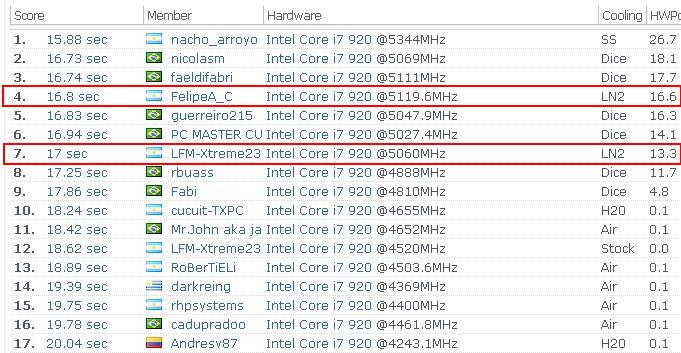 Score Member Hardware Cooling HWPo
1. 15.88 sec nacho_arroyo Intel Core i7 920 @5344MHz SS 26.7
2. 16.73 sec nicolasm Intel Core i7 920 @5069MHz Dice 18.1
3. 16.74 sec faeldifabri Intel Core i7 920 @5111MHz Dice 17.7
4. 16.8 sec FelipeA_C Intel Core i7 920 @5119.6MHz LN2 16.6
5. 16.83 sec guerreiro215 Intel Core i7 920 @5047.9MHz Dice 16.3
6. 16.94 sec PC MASTER CU Intel Core i7 920 @5027.4MHz Dice 14.1
7. 17 sec LFM-Xtreme23 Intel Core i7 920 @5060MHz LN2 13.3
8. 17.25 sec rbuass Intel Core i7 920 @4888MHz Dice 11.7
9. 17.86 sec Fabi Intel Core i7 920 @4810MHz Dice 4.8
10. 18.24 sec cucuit-TXPC Intel Core i7 920 @4655MHz H20 0.1
11. 18.42 sec MrJohn aka ja Intel Core i7 920 @4652MHz Air 0.1
12. 18.62 sec LFM-Xtreme23 Intel Core i7 920 @4520MHz Stock 0.0
13. 18.89 sec RoBerTiELi Intel Core i7 920 @4503.6MHz Air 0.1
14. 19.39 sec darkreing Intel Core i7 920 @4369MHz Air 0.1
15. 19.75 sec rhpsystems Intel Core i7 920 @4400MHz Air 0.1
16. 19.78 sec cadupradoo Intel Core i7 920 @4461.8MHz Air 0.1
17. 20.04 sec Andresv87 Intel Core i7 920 @4243.1MHz H20 0.1